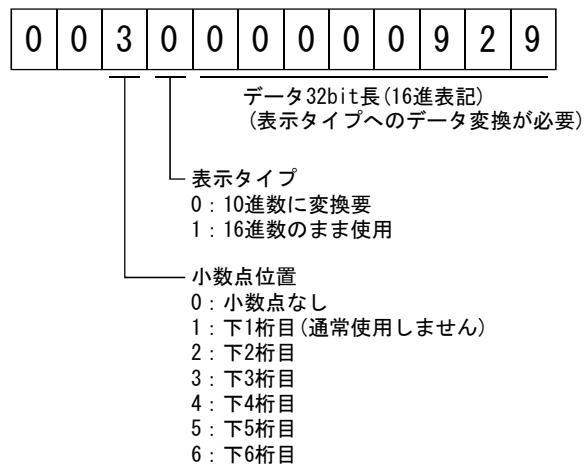 0 0 3 0 0 0 0 0 0 9 2 9
データ32bit長(16進表記)
(表示タイプへのデータ変換が必要)
表示タイプ
0：10進数に変換要
1：16進数のまま使用
小数点位置
0：小数点なし
1：下1桁目(通常使用しません)
2：下2桁目
3：下3桁目
4：下4桁目
5：下5桁目
6：下6桁目